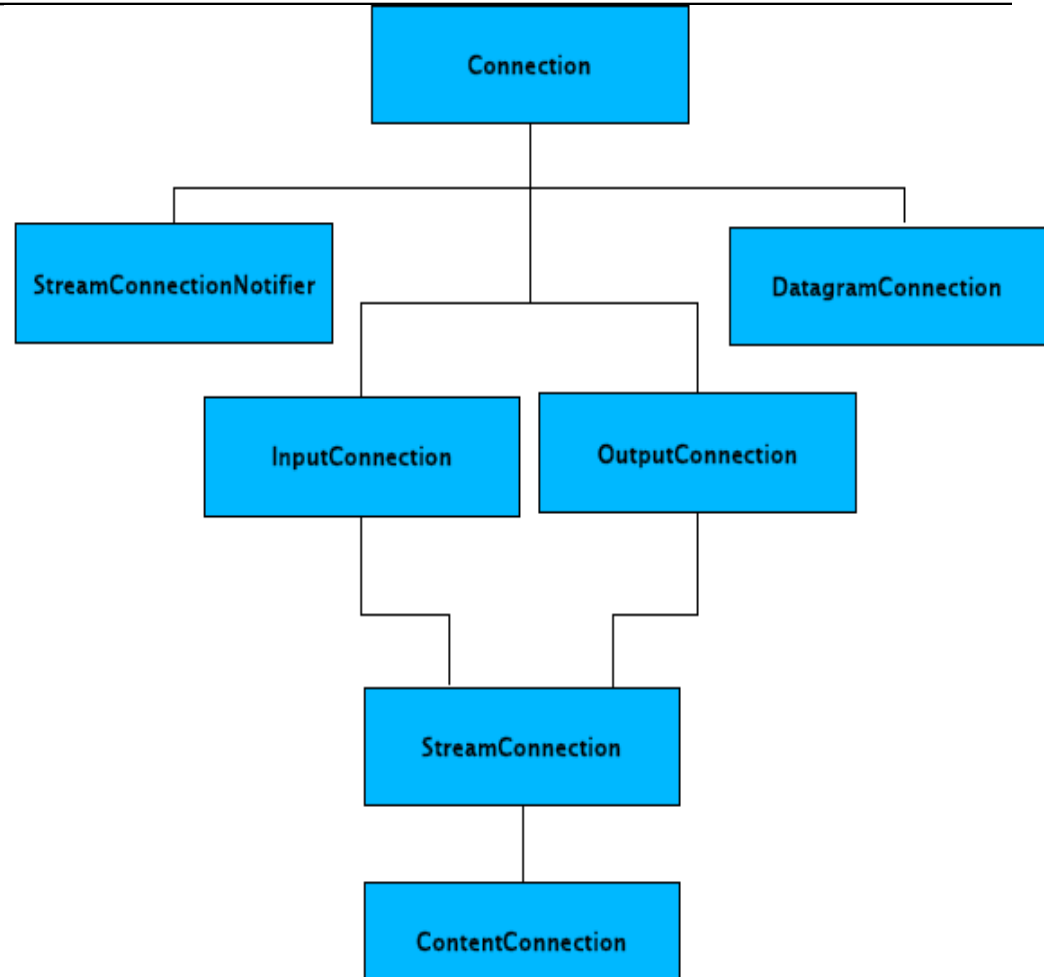 Connection
StreamConnectionNotifier
DatagramConnection
InputConnection
OutputConnection
StreamConnection
ContentConnection